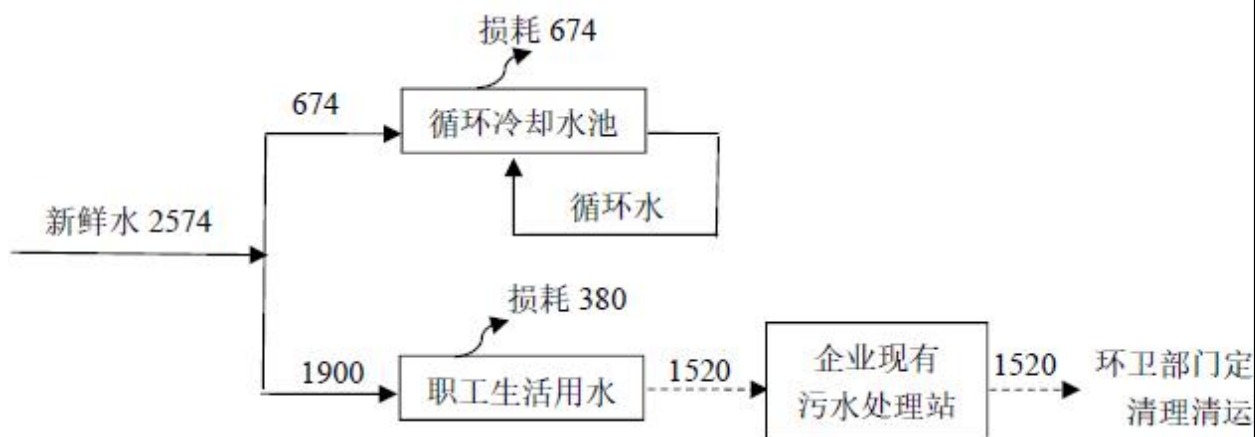 损耗 674
674
循环冷却水池
循环水
新鲜水 2574
损耗 380
1900
职工生活用水
1520
企业现有
污水处理站
1520
环卫部门定
清理清运